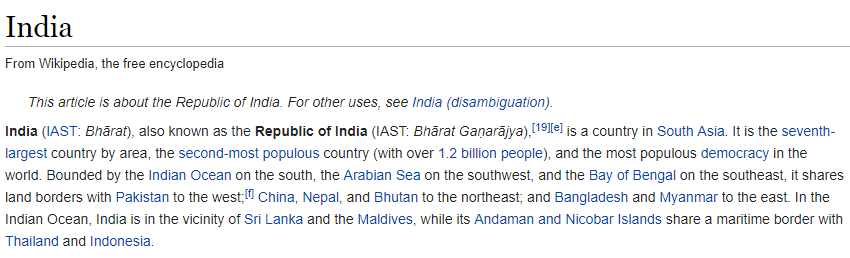 India
From Wikipedia, the free encyclopedia
This article is about the Republic of India. For other uses, see India (disambiguation).
India (IAST: Bhārat), also known as the Republic of India (IAST: Bhārat Gaṇarājya),[19][e] is a country in South Asia. It is the seventh-
largest country by area, the second-most populous country (with over 1.2 billion people), and the most populous democracy in the
world. Bounded by the Indian Ocean on the south, the Arabian Sea on the southwest, and the Bay of Bengal on the southeast, it shares
land borders with Pakistan to the west;[f] China, Nepal, and Bhutan to the northeast; and Bangladesh and Myanmar to the east. In the
Indian Ocean, India is in the vicinity of Sri Lanka and the Maldives, while its Andaman and Nicobar Islands share a maritime border with
Thailand and Indonesia.